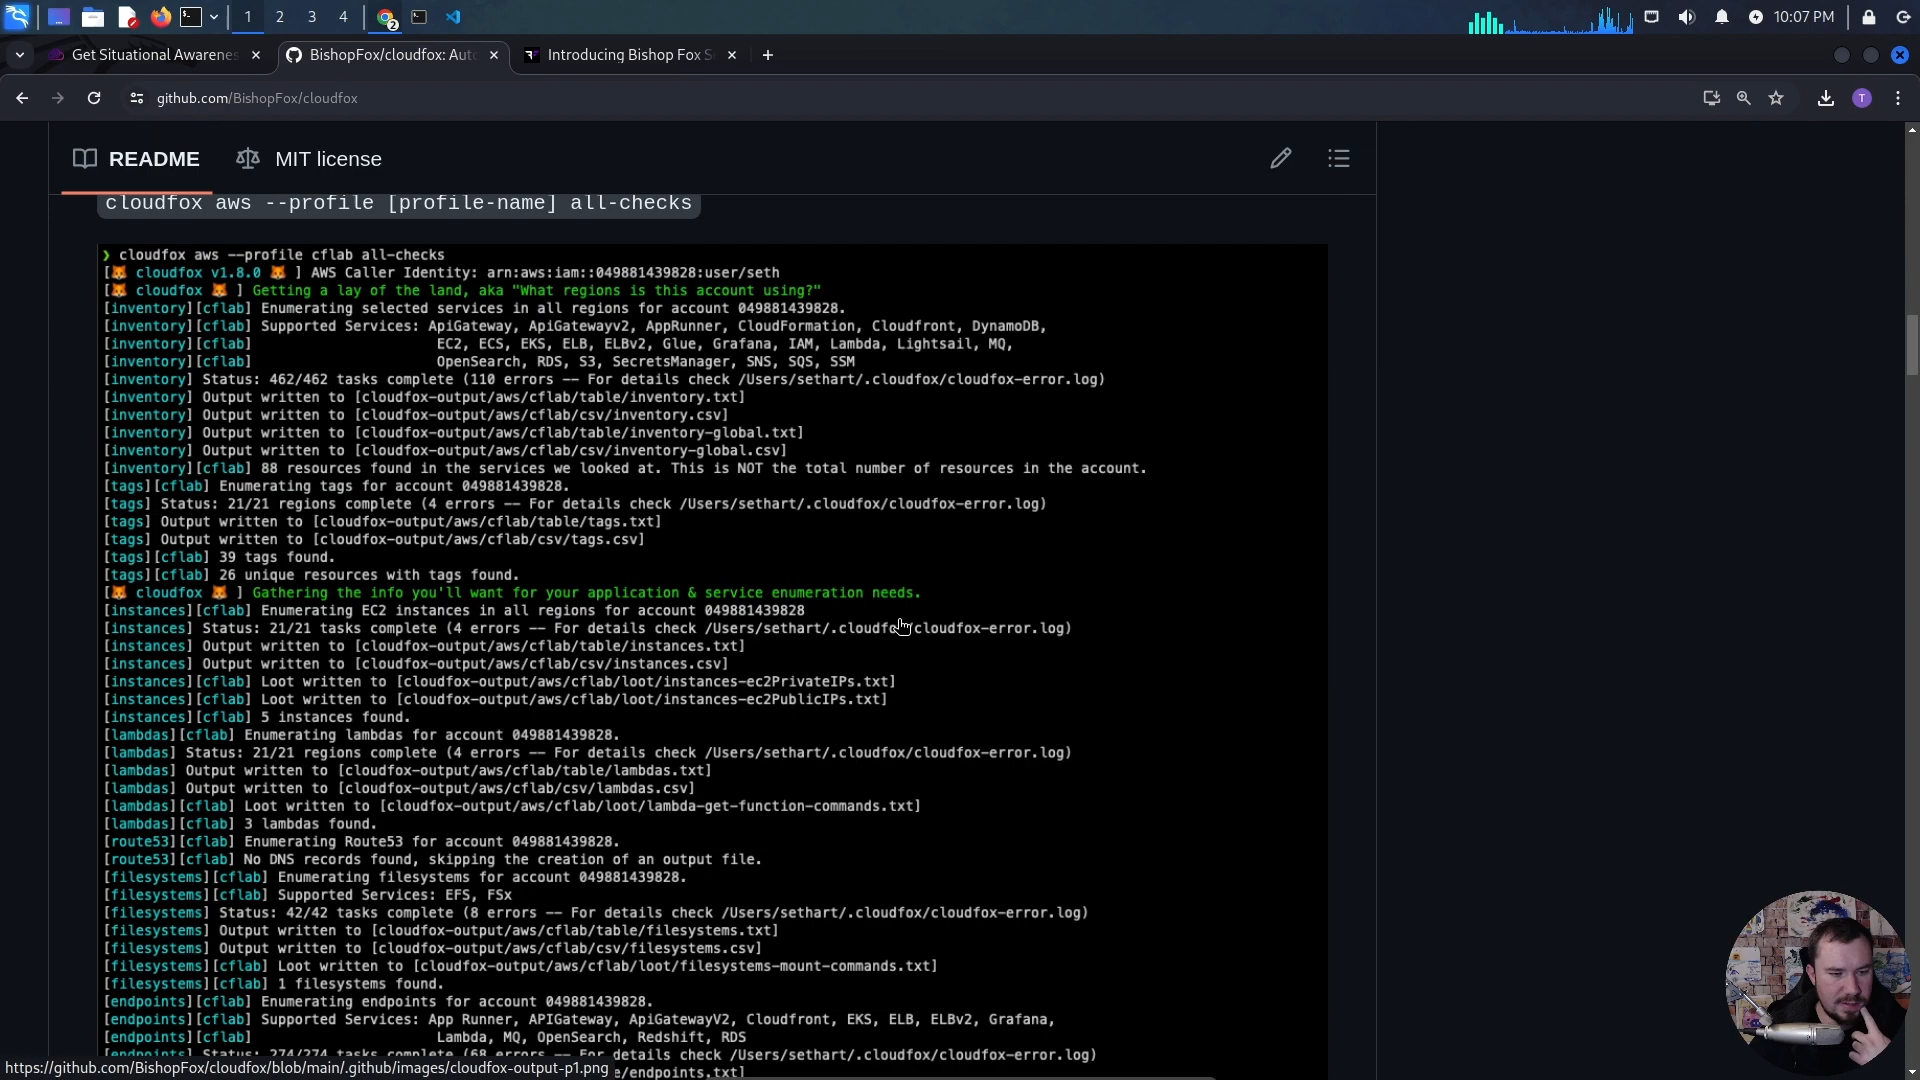 1 2 3 4 2 10:07 PM
Get Situational Awarenes BishopFox/cloudfox: Aut Introducing Bishop Fox S
github.com/BishopFox/cloudfox T
README MIT license
cloudfox aws --profile [profile-name] all-checks
❯ cloudfox aws --profile cflab all-checks
[🦊 cloudfox v1.8.0 🦊 ] AWS Caller Identity: arn:aws:iam::049881439828:user/seth
[🦊 cloudfox 🦊 ] Getting a lay of the land, aka "What regions is this account using?"
[inventory][cflab] Enumerating selected services in all regions for account 049881439828.
[inventory][cflab] Supported Services: ApiGateway, ApiGatewayv2, AppRunner, CloudFormation, Cloudfront, DynamoDB,
[inventory][cflab] EC2, ECS, EKS, ELB, ELBv2, Glue, Grafana, IAM, Lambda, Lightsail, MQ,
[inventory][cflab] OpenSearch, RDS, S3, SecretsManager, SNS, SQS, SSM
[inventory] Status: 462/462 tasks complete (110 errors -- For details check /Users/sethart/.cloudfox/cloudfox-error.log)
[inventory] Output written to [cloudfox-output/aws/cflab/table/inventory.txt]
[inventory] Output written to [cloudfox-output/aws/cflab/csv/inventory.csv]
[inventory] Output written to [cloudfox-output/aws/cflab/table/inventory-global.txt]
[inventory] Output written to [cloudfox-output/aws/cflab/csv/inventory-global.csv]
[inventory][cflab] 88 resources found in the services we looked at. This is NOT the total number of resources in the account.
[tags][cflab] Enumerating tags for account 049881439828.
[tags] Status: 21/21 regions complete (4 errors -- For details check /Users/sethart/.cloudfox/cloudfox-error.log)
[tags] Output written to [cloudfox-output/aws/cflab/table/tags.txt]
[tags] Output written to [cloudfox-output/aws/cflab/csv/tags.csv]
[tags][cflab] 39 tags found.
[tags][cflab] 26 unique resources with tags found.
[🦊 cloudfox 🦊 ] Gathering the info you'll want for your application & service enumeration needs.
[instances][cflab] Enumerating EC2 instances in all regions for account 049881439828
[instances] Status: 21/21 tasks complete (4 errors -- For details check /Users/sethart/.cloudfox/cloudfox-error.log)
[instances] Output written to [cloudfox-output/aws/cflab/table/instances.txt]
[instances] Output written to [cloudfox-output/aws/cflab/csv/instances.csv]
[instances][cflab] Loot written to [cloudfox-output/aws/cflab/loot/instances-ec2PrivateIPs.txt]
[instances][cflab] Loot written to [cloudfox-output/aws/cflab/loot/instances-ec2PublicIPs.txt]
[instances][cflab] 5 instances found.
[lambdas][cflab] Enumerating lambdas for account 049881439828.
[lambdas] Status: 21/21 regions complete (4 errors -- For details check /Users/sethart/.cloudfox/cloudfox-error.log)
[lambdas] Output written to [cloudfox-output/aws/cflab/table/lambdas.txt]
[lambdas] Output written to [cloudfox-output/aws/cflab/csv/lambdas.csv]
[lambdas][cflab] Loot written to [cloudfox-output/aws/cflab/loot/lambda-get-function-commands.txt]
[lambdas][cflab] 3 lambdas found.
[route53][cflab] Enumerating Route53 for account 049881439828.
[route53][cflab] No DNS records found, skipping the creation of an output file.
[filesystems][cflab] Enumerating filesystems for account 049881439828.
[filesystems][cflab] Supported Services: EFS, FSx
[filesystems] Status: 42/42 tasks complete (8 errors -- For details check /Users/sethart/.cloudfox/cloudfox-error.log)
[filesystems] Output written to [cloudfox-output/aws/cflab/table/filesystems.txt]
[filesystems] Output written to [cloudfox-output/aws/cflab/csv/filesystems.csv]
[filesystems][cflab] Loot written to [cloudfox-output/aws/cflab/loot/filesystems-mount-commands.txt]
[filesystems][cflab] 1 filesystems found.
[endpoints][cflab] Enumerating endpoints for account 049881439828.
[endpoints][cflab] Supported Services: App Runner, APIGateway, ApiGatewayV2, Cloudfront, EKS, ELB, ELBv2, Grafana,
[endpoints][cflab] Lambda, MQ, OpenSearch, Redshift, RDS
[endpoints] Status: 274/274 tasks complete (68 errors -- For details check /Users/sethart/.cloudfox/cloudfox-error.log)
/endpoints.txt]
https://github.com/BishopFox/cloudfox/blob/main/.github/images/cloudfox-output-p1.png